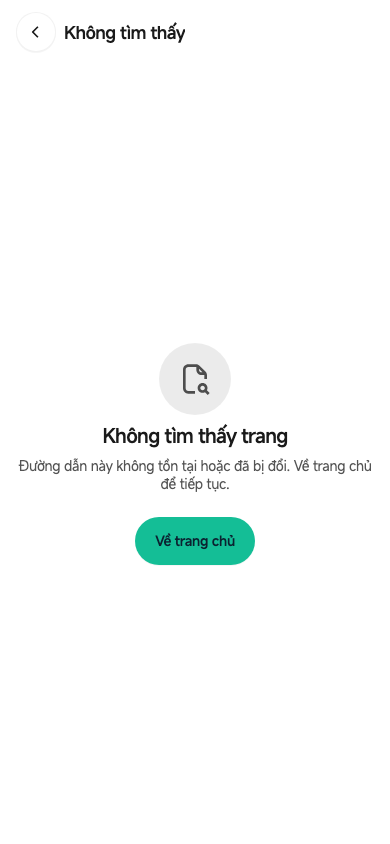 Không tìm thấy
Không tìm thấy trang
Đường dẫn này không tồn tại hoặc đã bị đổi. Về trang chủ
để tiếp tục.
Về trang chủ